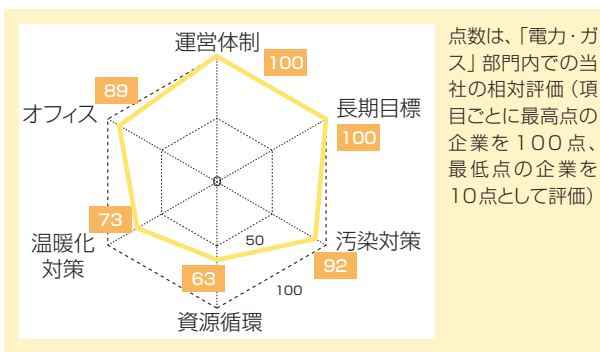 運営体制
100
長期目標
100
汚染対策
92
資源循環
63
温暖化
対策
73
オフィス
89
0
50
100
点数は、「電力・ガ
ス」部門内での当
社の相対評価（項
目ごとに最高点の
企業を100点、
最低点の企業を
10点として評価）